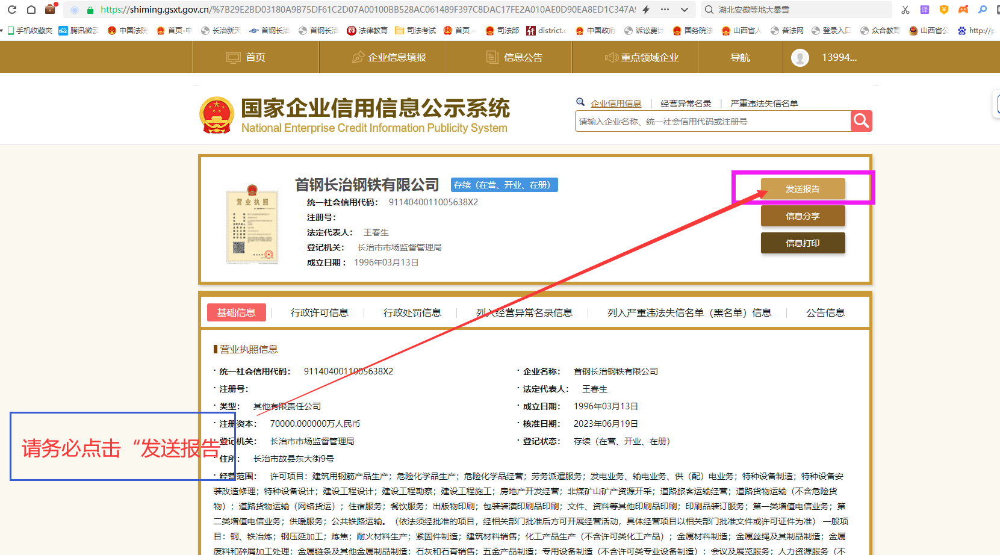 https://shiming.gsxt.gov.cn/%7B29E2BD03180A9B75DF61C2D07A00100BB528AC061489F397C8DAC17FE2A010AE0D90EA8ED1C347A9
湖北安徽等地大暴雪
手机收藏夹 腾讯微云 中国法院 首页-中 长治新天 首钢长治 首钢长治 法律教育 司法考试 首页 - 司法部 district.c 中国政府 诉讼费计 国务院法 山西省人 普法网 登录入口 众合教育 山西省公 http://p
首页 企业信息填报 信息公告 重点领域企业 导航 13994...
国家企业信用信息公示系统
National Enterprise Credit Information Publicity System
企业信用信息 | 经营异常名录 | 严重违法失信名单
请输入企业名称、统一社会信用代码或注册号
营业执照
首钢长治钢铁有限公司 存续（在营、开业、在册）
统一社会信用代码： 9114040011005638X2
注册号：
法定代表人： 王春生
登记机关： 长治市市场监督管理局
成立日期： 1996年03月13日
发送报告
信息分享
信息打印
基础信息 | 行政许可信息 | 行政处罚信息 | 列入经营异常名录信息 | 列入严重违法失信名单（黑名单）信息 | 公告信息
营业执照信息
· 统一社会信用代码： 9114040011005638X2 · 企业名称： 首钢长治钢铁有限公司
· 注册号： · 法定代表人： 王春生
· 类型： 其他有限责任公司 · 成立日期： 1996年03月13日
· 注册资本： 70000.000000万人民币 · 核准日期： 2023年06月19日
· 登记机关： 长治市市场监督管理局 · 登记状态： 存续（在营、开业、在册）
· 住所： 长治市故县东大街9号
请务必点击“发送报告”
· 经营范围： 许可项目：建筑用钢筋产品生产；危险化学品生产；危险化学品经营；劳务派遣服务；发电业务、输电业务、供（配）电业务；特种设备制造；特种设备安
装改造修理；特种设备设计；建设工程设计；建设工程勘察；建设工程施工；房地产开发经营；非煤矿山矿产资源开采；道路旅客运输经营；道路货物运输（不含危险货
物）；道路货物运输（网络货运）；住宿服务；餐饮服务；出版物印刷；包装装潢印刷品印刷；文件、资料等其他印刷品印刷；印刷品装订服务；第一类增值电信业务；第
二类增值电信业务；供暖服务；公共铁路运输。（依法须经批准的项目，经相关部门批准后方可开展经营活动，具体经营项目以相关部门批准文件或许可证件为准） 一般项
目：钢、铁冶炼；钢压延加工；炼焦；耐火材料生产；紧固件制造；建筑材料销售；化工产品生产（不含许可类化工产品）；金属材料制造；金属丝绳及其制品制造；金属
废料和碎屑加工处理；金属链条及其他金属制品制造；石灰和石膏销售；五金产品制造；专用设备制造（不含许可类专业设备制造）；会议及展览服务；人力资源服务（不